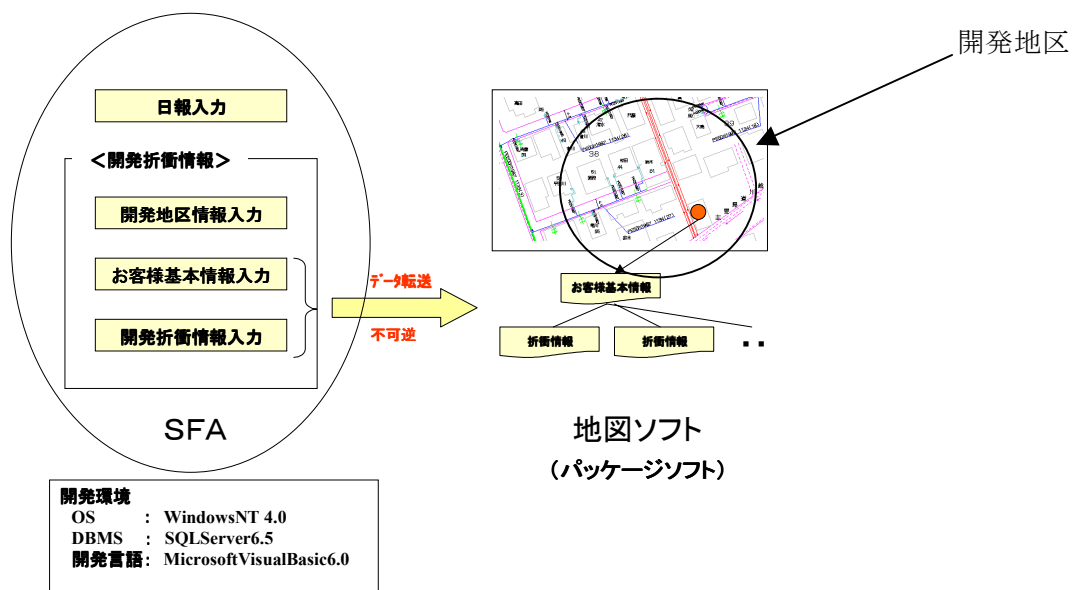 開発地区
日報入力
＜開発折衝情報＞
開発地区情報入力
お客様基本情報入力
開発折衝情報入力
ﾃﾞｰﾀ転送
不可逆
36
お客様基本情報
折衝情報
折衝情報
・・
SFA
地図ソフト
（パッケージソフト）
開発環境
OS : WindowsNT 4.0
DBMS : SQLServer6.5
開発言語: MicrosoftVisualBasic6.0